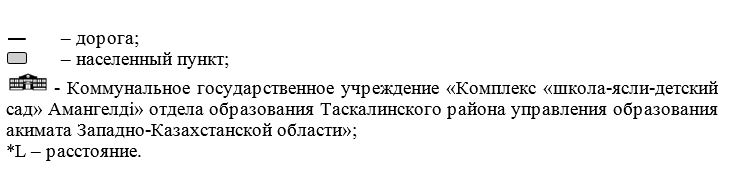 – дорога;
– населенный пункт;
- Коммунальное государственное учреждение «Комплекс «школа-ясли-детский
сад» Амангелді» отдела образования Таскалинского района управления образования
акимата Западно-Казахстанской области»;
*L – расстояние.